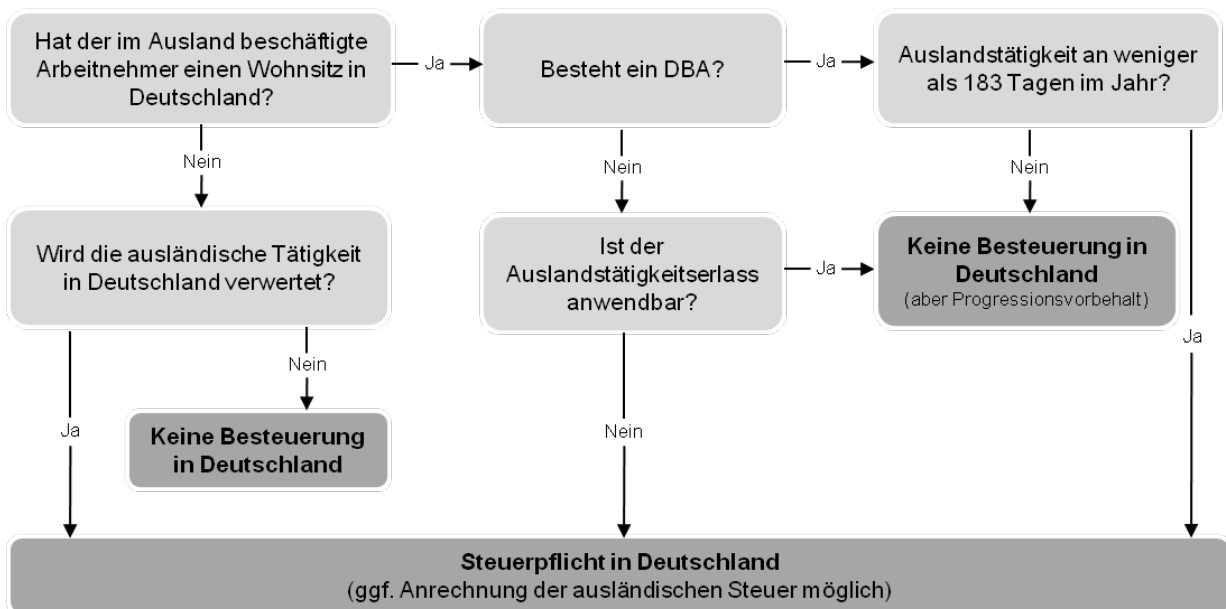 Hat der im Ausland beschäftigte
Arbeitnehmer einen Wohnsitz in
Deutschland?
Ja
Besteht ein DBA?
Ja
Auslandstätigkeit an weniger
als 183 Tagen im Jahr?
Nein
Nein
Nein
Wird die ausländische Tätigkeit
in Deutschland verwertet?
Ist der
Auslandstätigkeitserlass
anwendbar?
Ja
Keine Besteuerung in
Deutschland
(aber Progressionsvorbehalt)
Ja
Nein
Ja
Keine Besteuerung
in Deutschland
Nein
Steuerpflicht in Deutschland
(ggf. Anrechnung der ausländischen Steuer möglich)